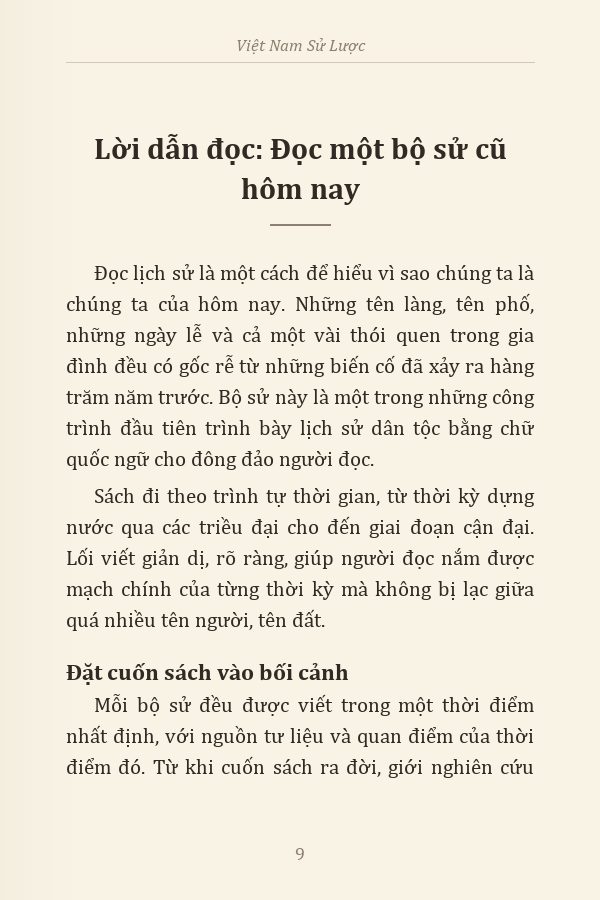 Việt Nam Sử Lược
Lời dẫn đọc: Đọc một bộ sử cũ
hôm nay
Đọc lịch sử là một cách để hiểu vì sao chúng ta là
chúng ta của hôm nay. Những tên làng, tên phố,
những ngày lễ và cả một vài thói quen trong gia
đình đều có gốc rễ từ những biến cố đã xảy ra hàng
trăm năm trước. Bộ sử này là một trong những công
trình đầu tiên trình bày lịch sử dân tộc bằng chữ
quốc ngữ cho đông đảo người đọc.
Sách đi theo trình tự thời gian, từ thời kỳ dựng
nước qua các triều đại cho đến giai đoạn cận đại.
Lối viết giản dị, rõ ràng, giúp người đọc nắm được
mạch chính của từng thời kỳ mà không bị lạc giữa
quá nhiều tên người, tên đất.
Đặt cuốn sách vào bối cảnh
Mỗi bộ sử đều được viết trong một thời điểm
nhất định, với nguồn tư liệu và quan điểm của thời
điểm đó. Từ khi cuốn sách ra đời, giới nghiên cứu
9